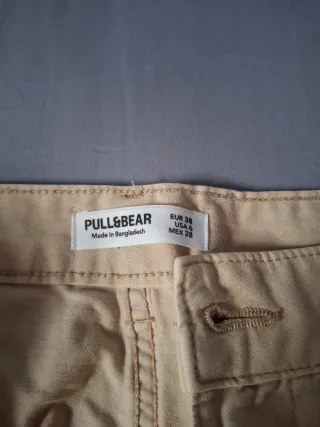 PULL&BEAR
Made in Bangladesh
EUR 38
USA 6
MEX 28